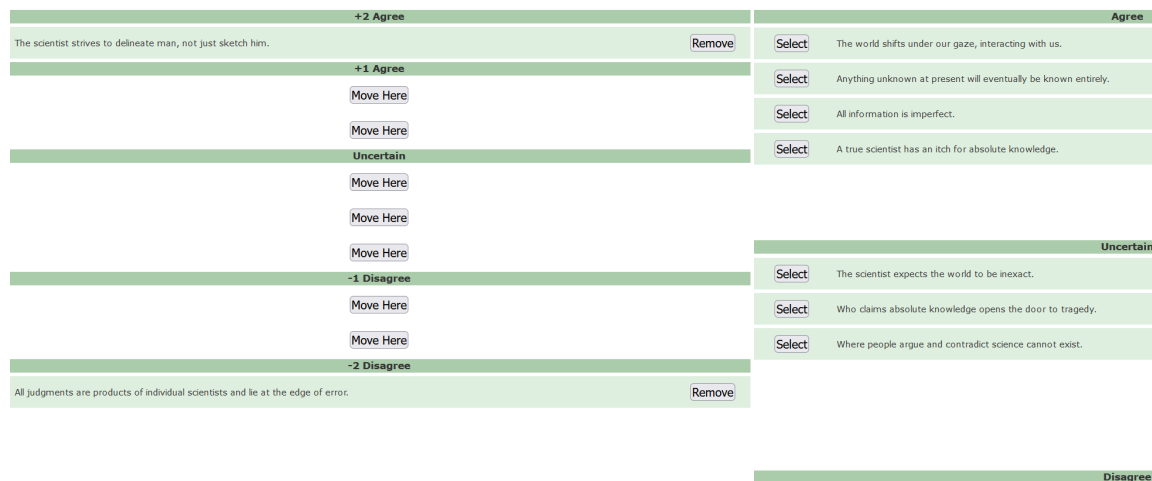 +2 Agree
The scientist strives to delineate man, not just sketch him.
Remove
+1 Agree
Move Here
Move Here
Uncertain
Move Here
Move Here
Move Here
-1 Disagree
Move Here
Move Here
-2 Disagree
All judgments are products of individual scientists and lie at the edge of error.
Remove
Agree
Select
The world shifts under our gaze, interacting with us.
Select
Anything unknown at present will eventually be known entirely.
Select
All information is imperfect.
Select
A true scientist has an itch for absolute knowledge.
Uncertain
Select
The scientist expects the world to be inexact.
Select
Who claims absolute knowledge opens the door to tragedy.
Select
Where people argue and contradict science cannot exist.
Disagree